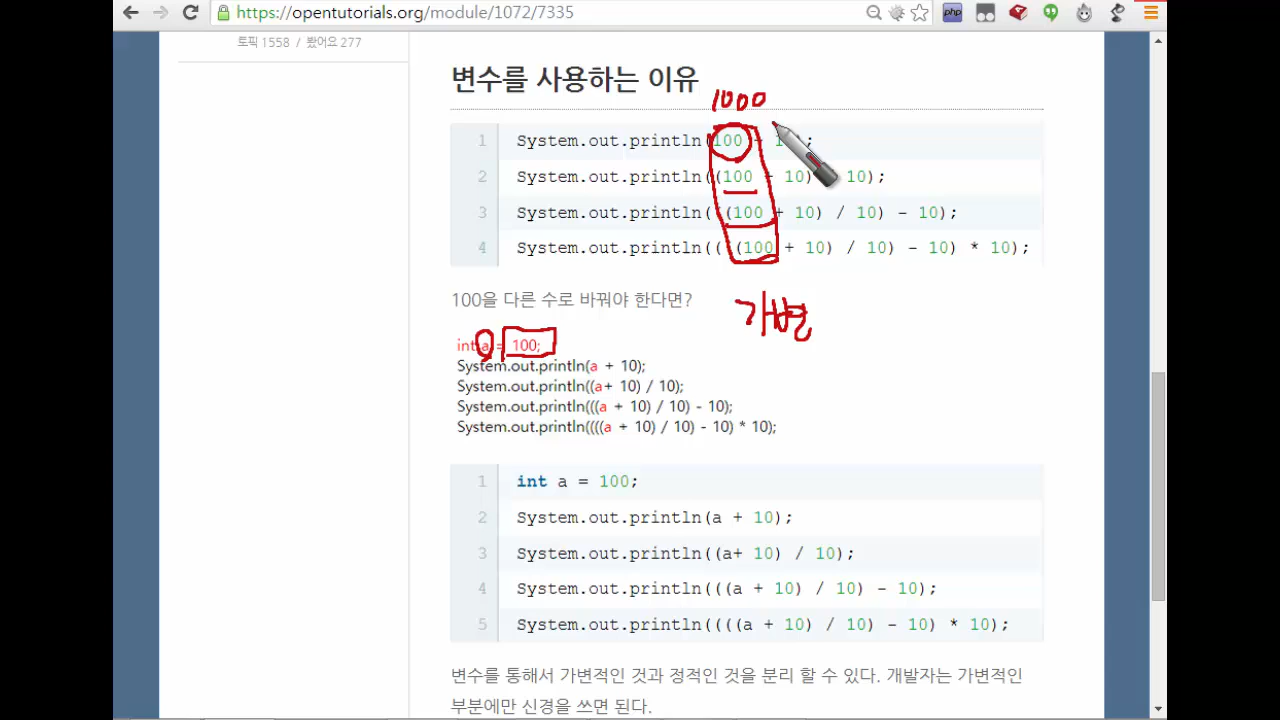 https://opentutorials.org/module/1072/7335
php
토픽 1558 / 봤어요 277
변수를 사용하는 이유
1000
1 System.out.println(100 + 10);
2 System.out.println((100 + 10) / 10);
3 System.out.println(((100 + 10) / 10) - 10);
4 System.out.println((((100 + 10) / 10) - 10) * 10);
100을 다른 수로 바꿔야 한다면?
가변
int a = 100;
System.out.println(a + 10);
System.out.println((a+ 10) / 10);
System.out.println(((a + 10) / 10) - 10);
System.out.println((((a + 10) / 10) - 10) * 10);
1 int a = 100;
2 System.out.println(a + 10);
3 System.out.println((a+ 10) / 10);
4 System.out.println(((a + 10) / 10) - 10);
5 System.out.println((((a + 10) / 10) - 10) * 10);
변수를 통해서 가변적인 것과 정적인 것을 분리 할 수 있다. 개발자는 가변적인
부분에만 신경을 쓰면 된다.